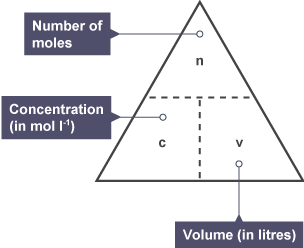 Number of
moles
n
Concentration
(in mol l⁻¹)
c
v
Volume (in litres)